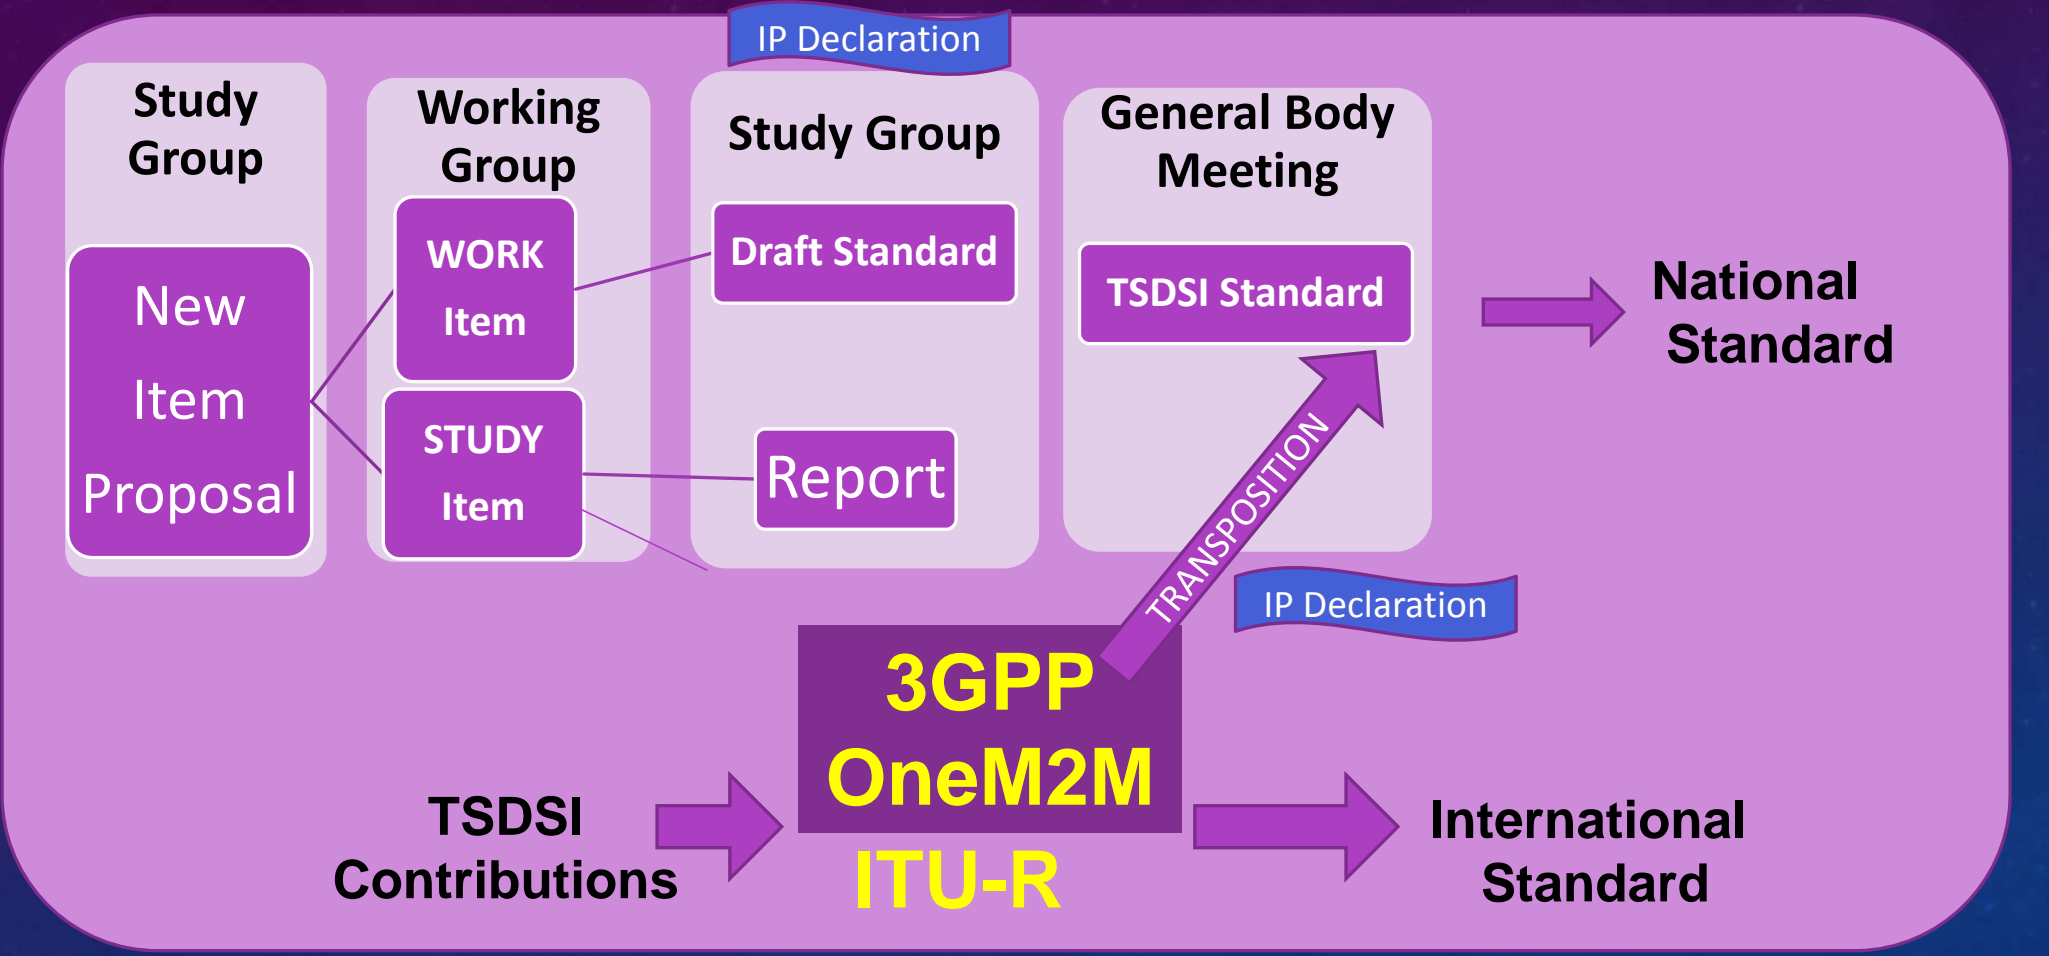 IP Declaration
Study
Group
New
Item
Proposal
Working
Group
WORK
Item
STUDY
Item
Study Group
Draft Standard
Report
General Body
Meeting
TSDSI Standard
TRANSPOSITION
IP Declaration
National
Standard
TSDSI
Contributions
3GPP
OneM2M
ITU-R
International
Standard